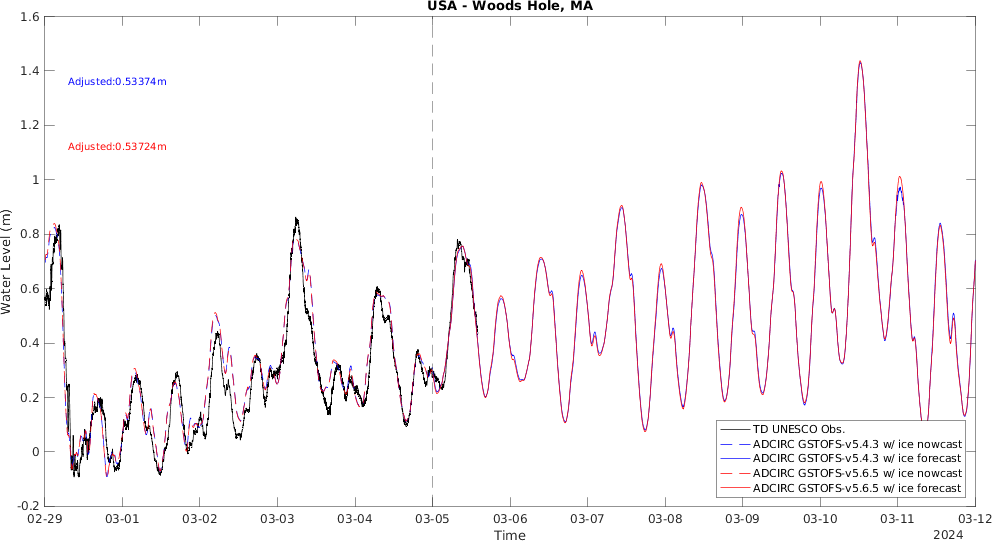 USA - Woods Hole, MA
1.6
1.4
1.2
1
0.8
0.6
0.4
0.2
0
-0.2
Water Level (m)
Adjusted:0.53374m
Adjusted:0.53724m
TD UNESCO Obs.
ADCIRC GSTOFS-v5.4.3 w/ ice nowcast
ADCIRC GSTOFS-v5.4.3 w/ ice forecast
ADCIRC GSTOFS-v5.6.5 w/ ice nowcast
ADCIRC GSTOFS-v5.6.5 w/ ice forecast
02-29 03-01 03-02 03-03 03-04 03-05 03-06 03-07 03-08 03-09 03-10 03-11 03-12
Time
2024